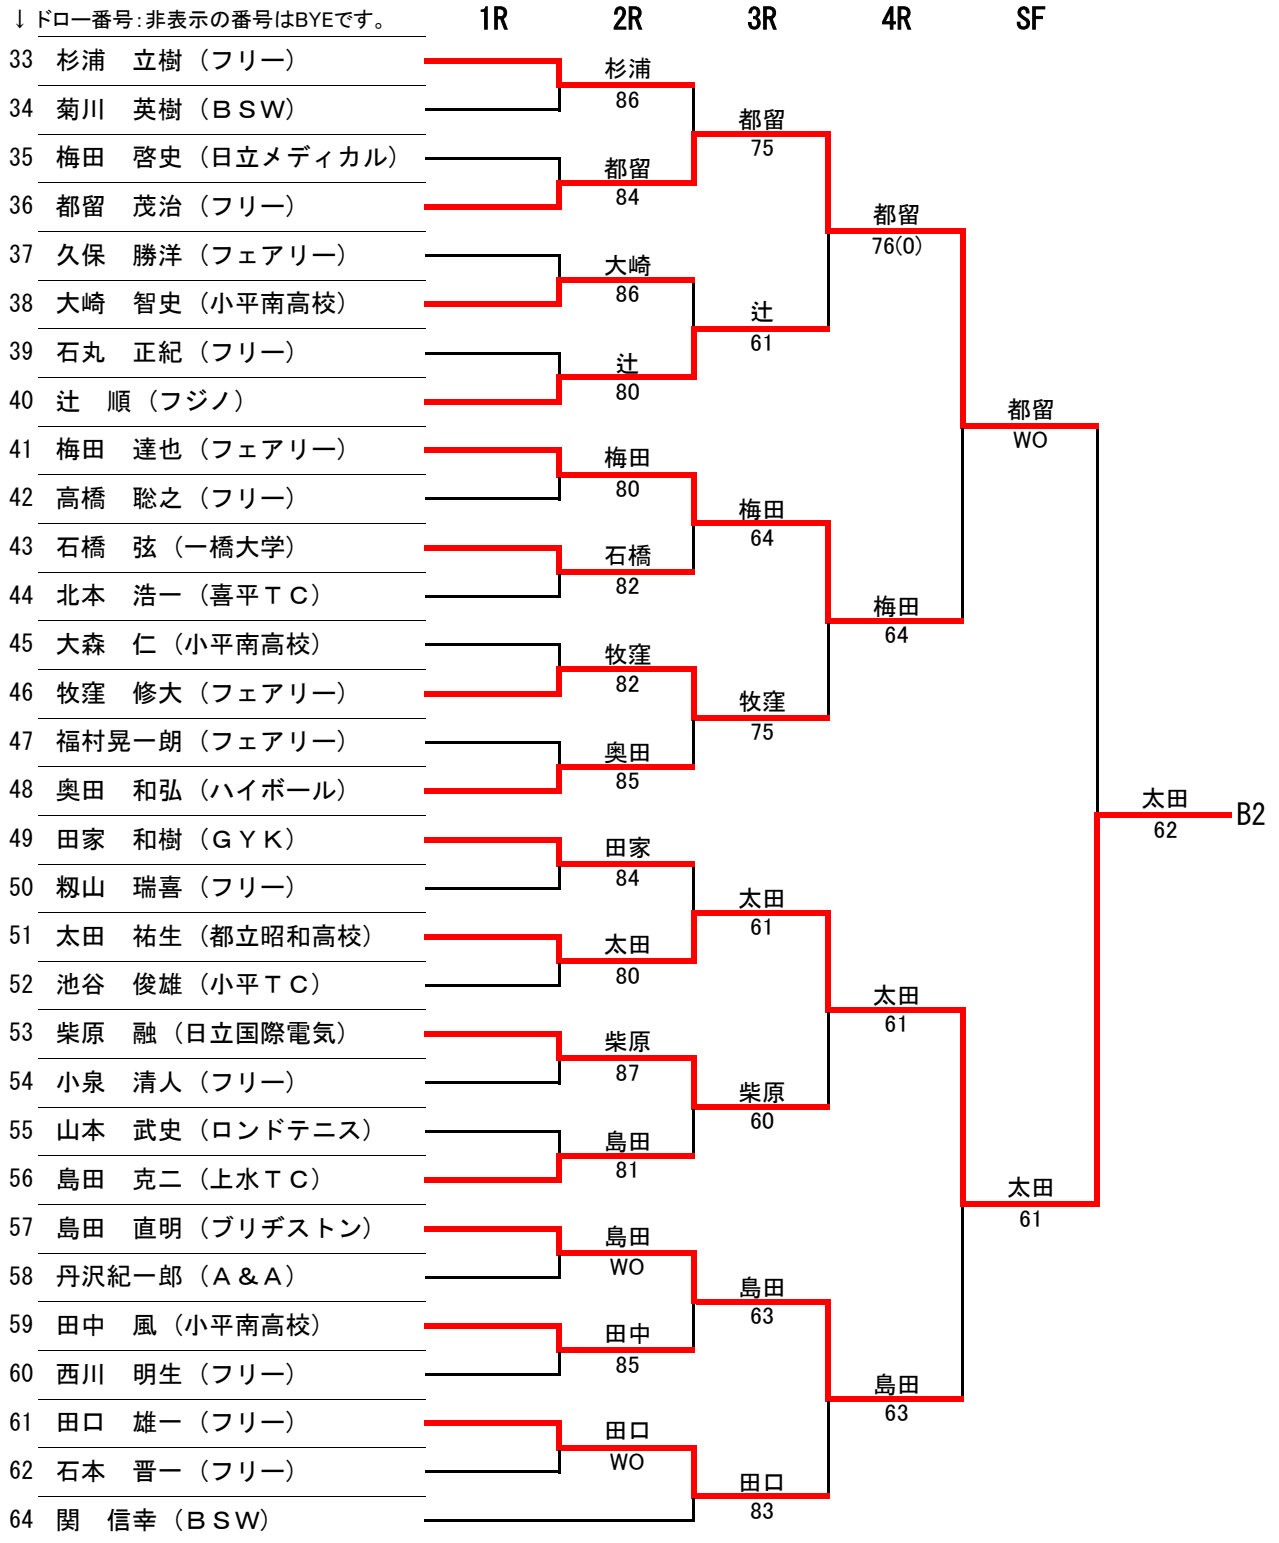 ↓ドロー番号:非表示の番号はBYEです。 1R 2R 3R 4R SF
33 杉浦 立樹(フリー)
34 菊川 英樹(BSW)
35 梅田 啓史(日立メディカル)
36 都留 茂治(フリー)
37 久保 勝洋(フェアリー)
38 大崎 智史(小平南高校)
39 石丸 正紀(フリー)
40 辻 順(フジノ)
41 梅田 達也(フェアリー)
42 高橋 聡之(フリー)
43 石橋 弦(一橋大学)
44 北本 浩一(喜平TC)
45 大森 仁(小平南高校)
46 牧窪 修大(フェアリー)
47 福村晃一朗(フェアリー)
48 奥田 和弘(ハイボール)
49 田家 和樹(GYK)
50 籾山 瑞喜(フリー)
51 太田 祐生(都立昭和高校)
52 池谷 俊雄(小平TC)
53 柴原 融(日立国際電気)
54 小泉 清人(フリー)
55 山本 武史(ロンドテニス)
56 島田 克二(上水TC)
57 島田 直明(ブリヂストン)
58 丹沢紀一郎(A&A)
59 田中 風(小平南高校)
60 西川 明生(フリー)
61 田口 雄一(フリー)
62 石本 晋一(フリー)
64 関 信幸(BSW)
杉浦
86
都留
84
大崎
86
辻
80
梅田
80
石橋
82
牧窪
82
奥田
85
田家
84
太田
80
柴原
87
島田
81
島田
WO
田中
85
田口
WO
都留
75
辻
61
梅田
64
牧窪
75
太田
61
柴原
60
島田
63
田口
83
都留
76(0)
梅田
64
太田
61
島田
63
都留
WO
太田
61
太田
62
B2